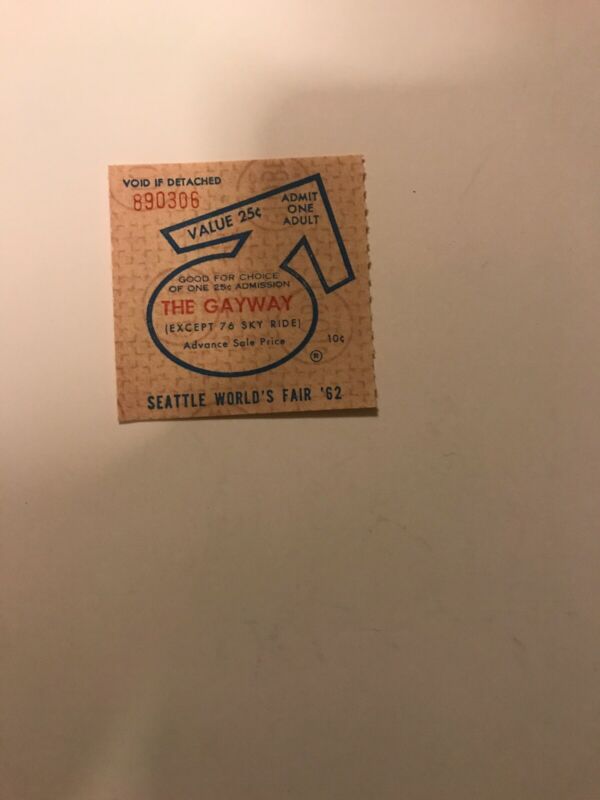 VOID IF DETACHED
890306
VALUE 25¢
ADMIT
ONE
ADULT
GOOD FOR CHOICE
OF ONE 25¢ ADMISSION
THE GAYWAY
(EXCEPT 76 SKY RIDE)
Advance Sale Price 10¢
®
SEATTLE WORLD'S FAIR '62